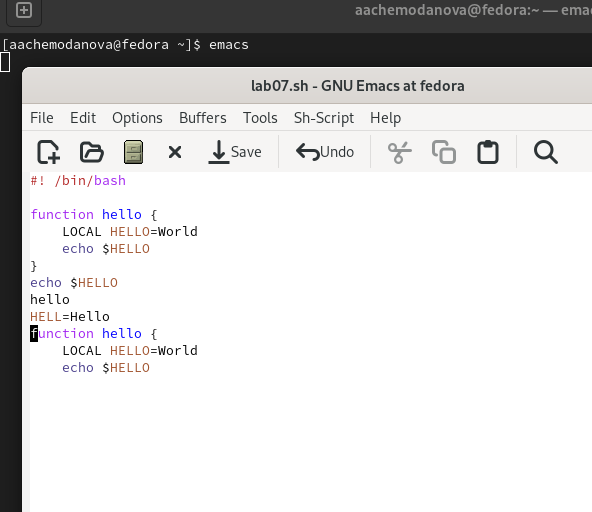 aachemodanova@fedora:~ — ema
[aachemodanova@fedora ~]$ emacs
lab07.sh - GNU Emacs at fedora
File Edit Options Buffers Tools Sh-Script Help
Save Undo
#! /bin/bash
function hello {
    LOCAL HELLO=World
    echo $HELLO
}
echo $HELLO
hello
HELL=Hello
function hello {
    LOCAL HELLO=World
    echo $HELLO